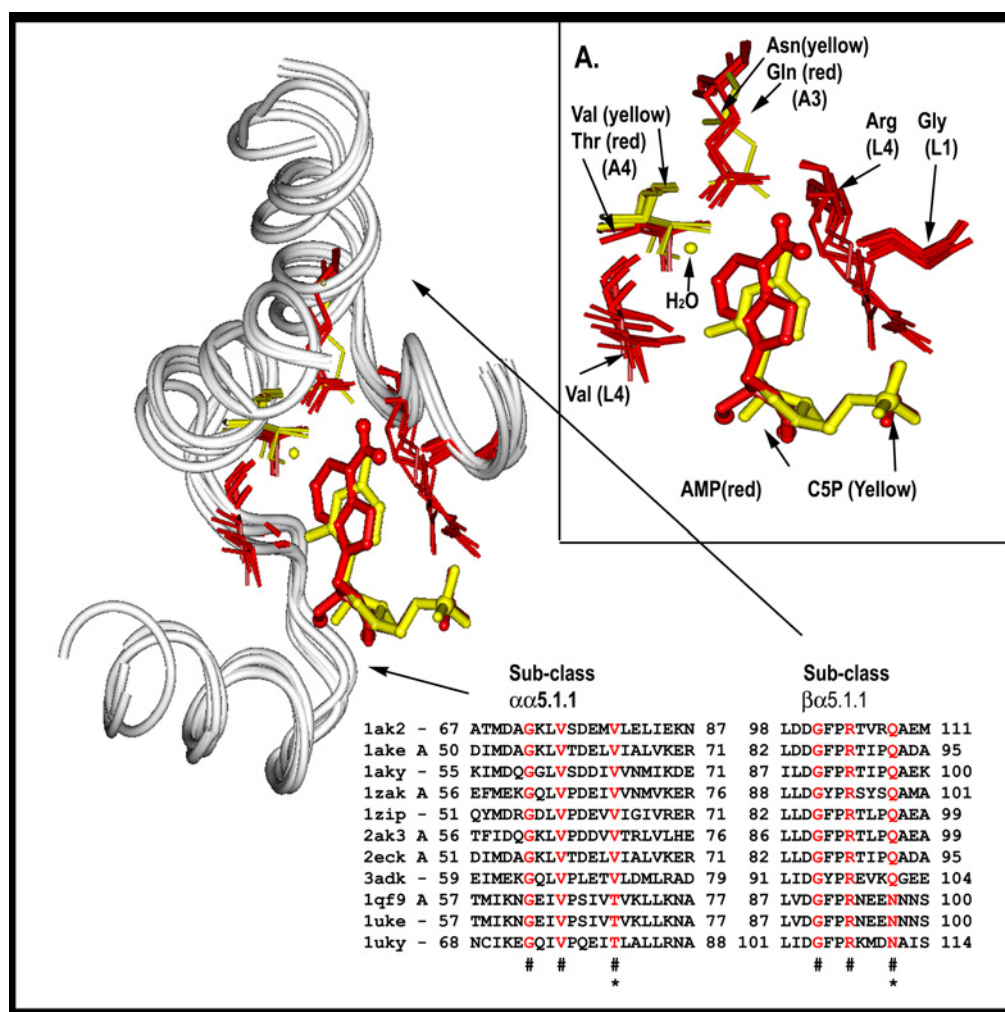 A.
Asn(yellow)
Gln (red)
(A3)
Val (yellow)
Thr (red)
(A4)
Arg
(L4)
Gly
(L1)
H₂O
Val (L4)
AMP(red)
C5P (Yellow)
Sub-class
αα5.1.1
Sub-class
βα5.1.1
1ak2 - 67 ATMDAGKLVSDEMVLELIEKN 87 98 LDDGFPRTVRQAEM 111
1ake A 50 DIMDAGKLVTDELVIALVKER 71 82 LLDGFPRTIPQADA 95
1aky - 55 KIMDQGGLVSDDIVVNMIKDE 71 87 ILDGFPRTIPQAEK 100
1zak A 56 EFMEKGQLVPDEIVVNMVKER 76 88 LLDGYPRSYSQAMA 101
1zip - 51 QYMDRGDLVPDEVVIGIVRER 71 82 LLDGFPRTLPQAEA 99
2ak3 A 56 TFIDQGKLVPDDVVTRLVLHE 76 86 LLDGFPRTLPQAEA 99
2eck A 51 DIMDAGKLVTDELVIALVKER 71 82 LLDGFPRTIPQADA 95
3adk - 59 EIMEKGQLVPLETVLDMLRAD 79 91 LIDGYPREVKQGEE 104
1qf9 A 57 TMIKNGEIVPSIVTVKLLKNA 77 87 LVDGFPRNEENNNS 100
1uke - 57 TMIKNGEIVPSIVTVKLLKNA 77 87 LVDGFPRNEENNNS 100
1uky - 68 NCIKEGQIVPQEITLALLRNA 88 101 LIDGFPRKMDNAIS 114
# # # # # #
* *